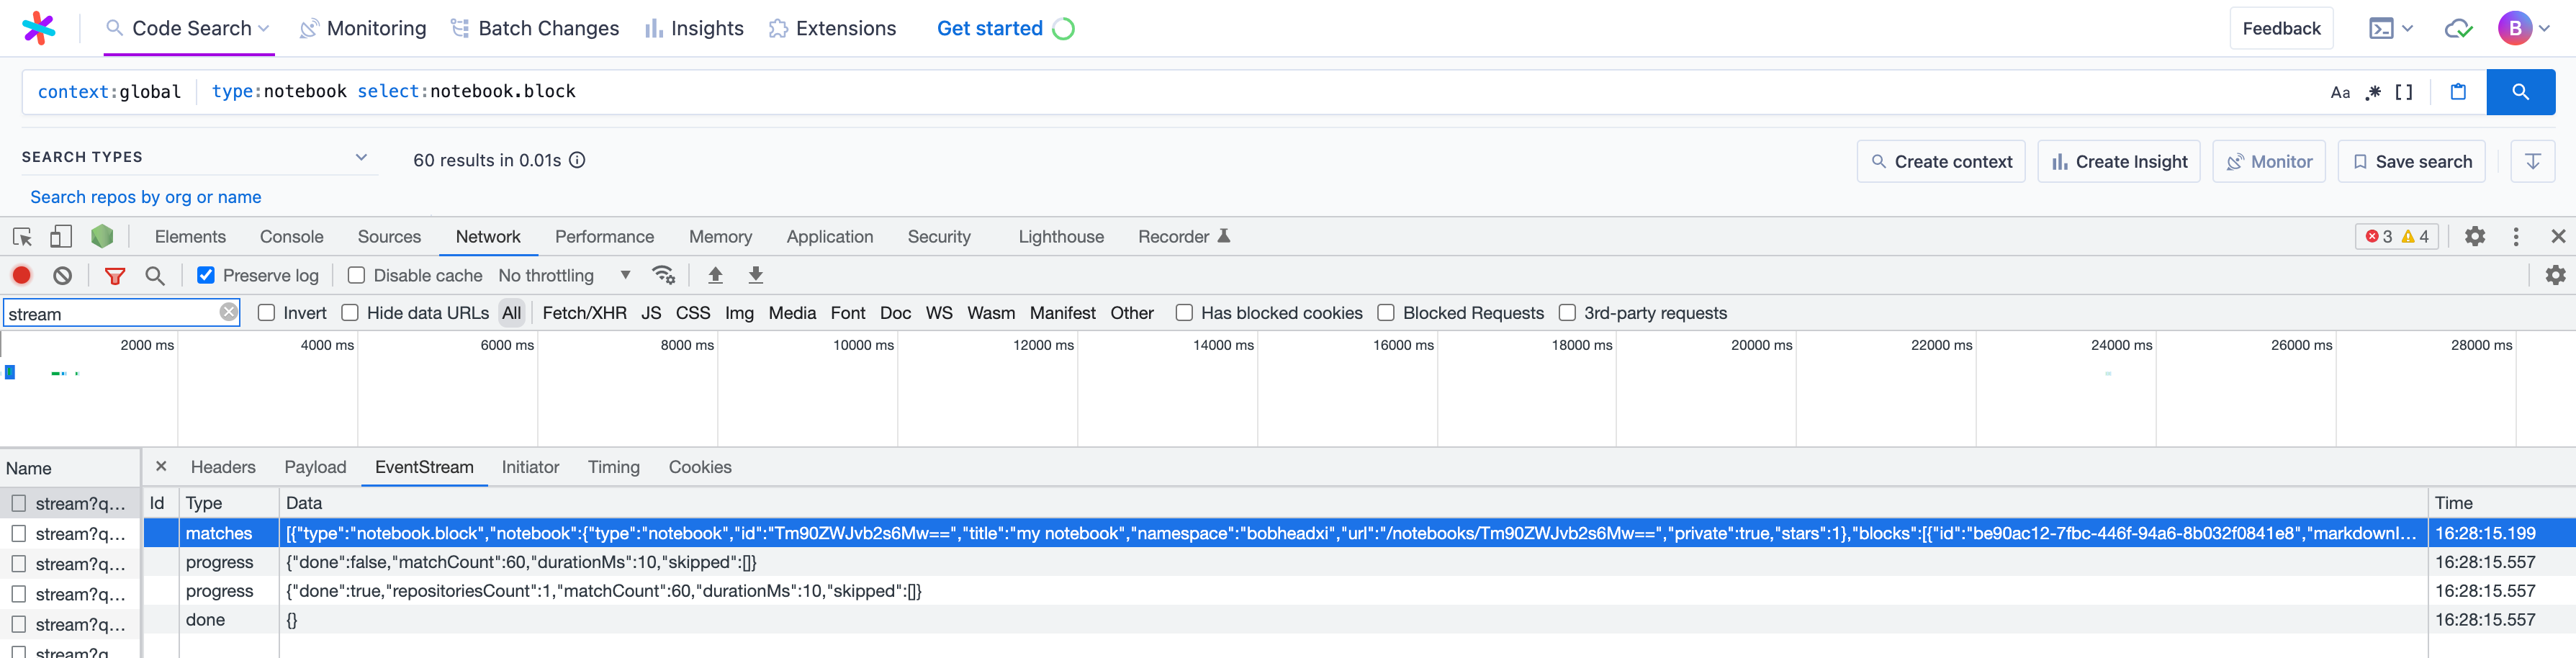 Code Search Monitoring Batch Changes Insights Extensions Get started Feedback B
context:global type:notebook select:notebook.block Aa .* [ ]
SEARCH TYPES 60 results in 0.01s Create context Create Insight Monitor Save search
Search repos by org or name
Elements Console Sources Network Performance Memory Application Security Lighthouse Recorder 3 4
Preserve log Disable cache No throttling
stream Invert Hide data URLs All Fetch/XHR JS CSS Img Media Font Doc WS Wasm Manifest Other Has blocked cookies Blocked Requests 3rd-party requests
2000 ms 4000 ms 6000 ms 8000 ms 10000 ms 12000 ms 14000 ms 16000 ms 18000 ms 20000 ms 22000 ms 24000 ms 26000 ms 28000 ms
Name × Headers Payload EventStream Initiator Timing Cookies
stream?q... Id Type Data Time
stream?q... matches [{"type":"notebook.block","notebook":{"type":"notebook","id":"Tm90ZWJvb2s6Mw==","title":"my notebook","namespace":"bobheadxi","url":"/notebooks/Tm90ZWJvb2s6Mw==","private":true,"stars":1},"blocks":[{"id":"be90ac12-7fbc-446f-94a6-8b032f0841e8","markdownI... 16:28:15.199
stream?q... progress {"done":false,"matchCount":60,"durationMs":10,"skipped":[]} 16:28:15.557
stream?q... progress {"done":true,"repositoriesCount":1,"matchCount":60,"durationMs":10,"skipped":[]} 16:28:15.557
stream?q... done {} 16:28:15.557
stream?q